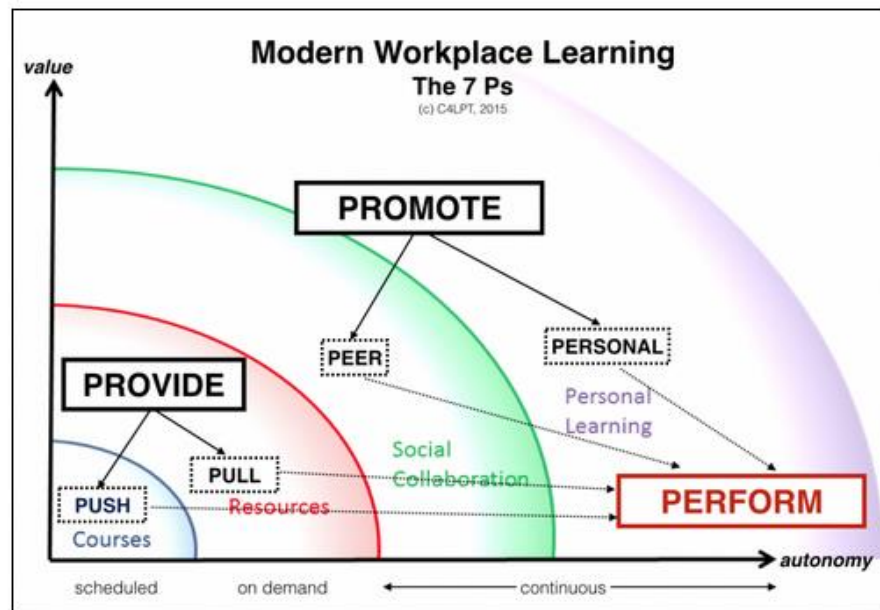 Modern Workplace Learning
The 7 Ps
(c) C4LPT, 2015
value
PROMOTE
PEER
PERSONAL
PROVIDE
Personal
Learning
Social
Collaboration
PULL
PUSH
Resources
PERFORM
Courses
autonomy
scheduled
on demand
continuous